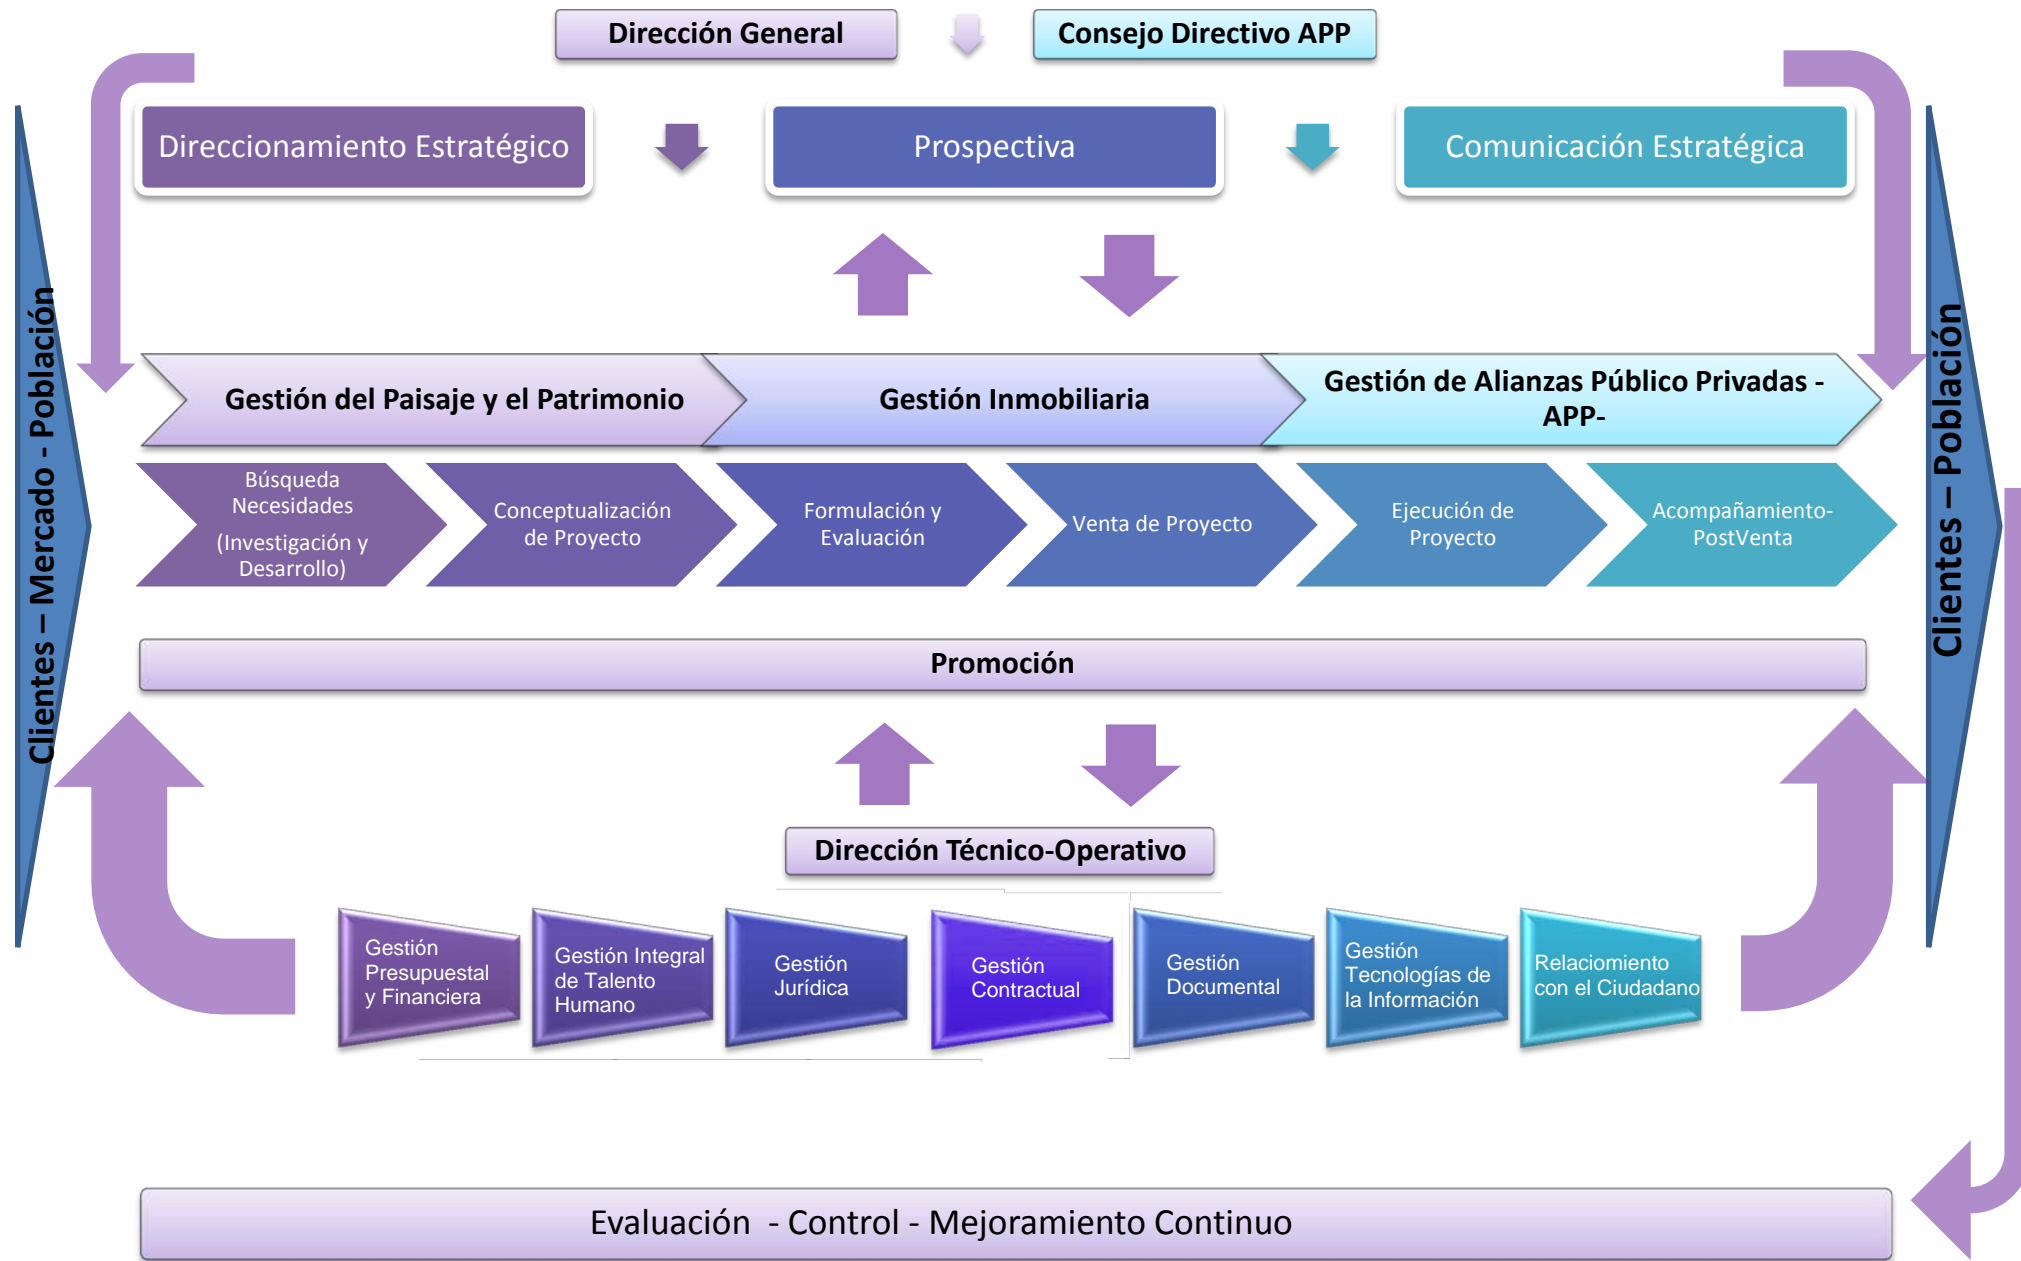 Dirección General
Consejo Directivo APP
Direccionamiento Estratégico
Prospectiva
Comunicación Estratégica
Clientes – Mercado - Población
Gestión del Paisaje y el Patrimonio
Gestión Inmobiliaria
Gestión de Alianzas Público Privadas -
APP-
Clientes – Población
Búsqueda
Necesidades
(Investigación y
Desarrollo)
Conceptualización
de Proyecto
Formulación y
Evaluación
Venta de Proyecto
Ejecución de
Proyecto
Acompañamiento-
PostVenta
Promoción
Dirección Técnico-Operativo
Gestión
Presupuestal
y Financiera
Gestión Integral
de Talento
Humano
Gestión
Jurídica
Gestión
Contractual
Gestión
Documental
Gestión
Tecnologías de
la Información
Relaciomiento
con el Ciudadano
Evaluación  - Control - Mejoramiento Continuo